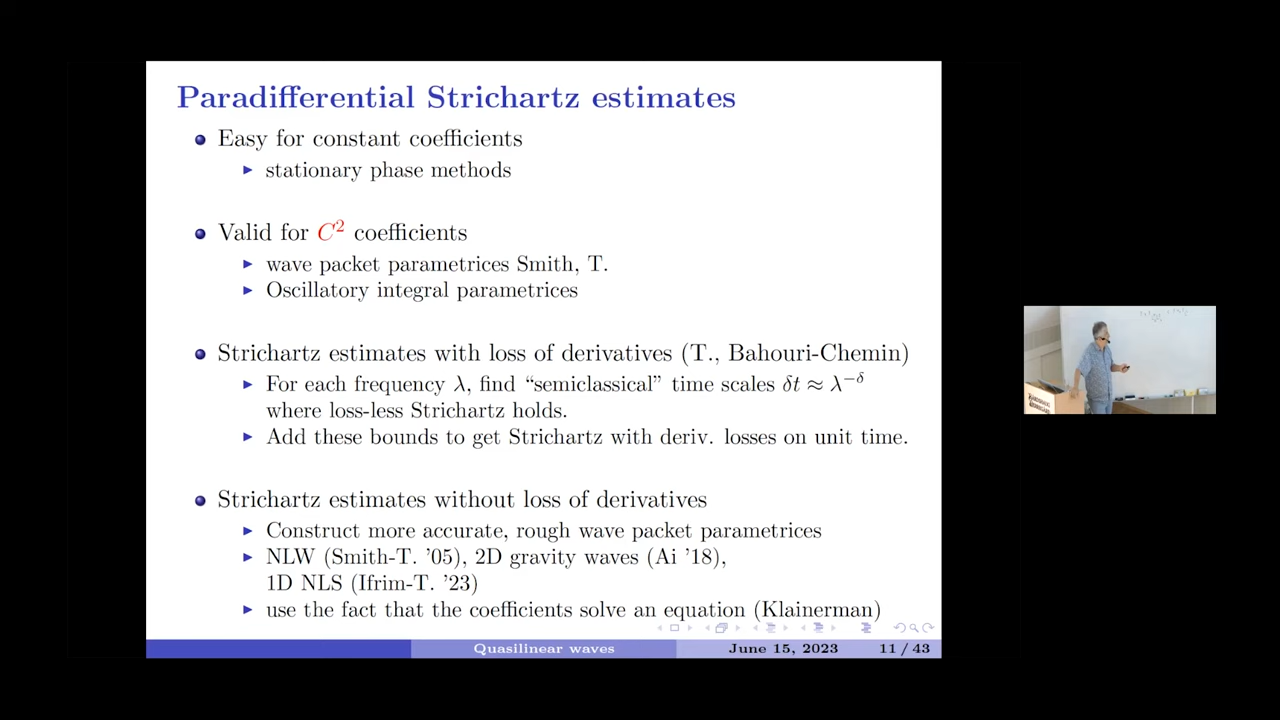 Paradifferential Strichartz estimates
Easy for constant coefficients
stationary phase methods
Valid for C² coefficients
wave packet parametrices Smith, T.
Oscillatory integral parametrices
Strichartz estimates with loss of derivatives (T., Bahouri-Chemin)
For each frequency λ, find “semiclassical” time scales δt ≈ λ^{−δ}
where loss-less Strichartz holds.
Add these bounds to get Strichartz with deriv. losses on unit time.
Strichartz estimates without loss of derivatives
Construct more accurate, rough wave packet parametrices
NLW (Smith-T. ’05), 2D gravity waves (Ai ’18),
1D NLS (Ifrim-T. ’23)
use the fact that the coefficients solve an equation (Klainerman)
Quasilinear waves June 15, 2023 11 / 43